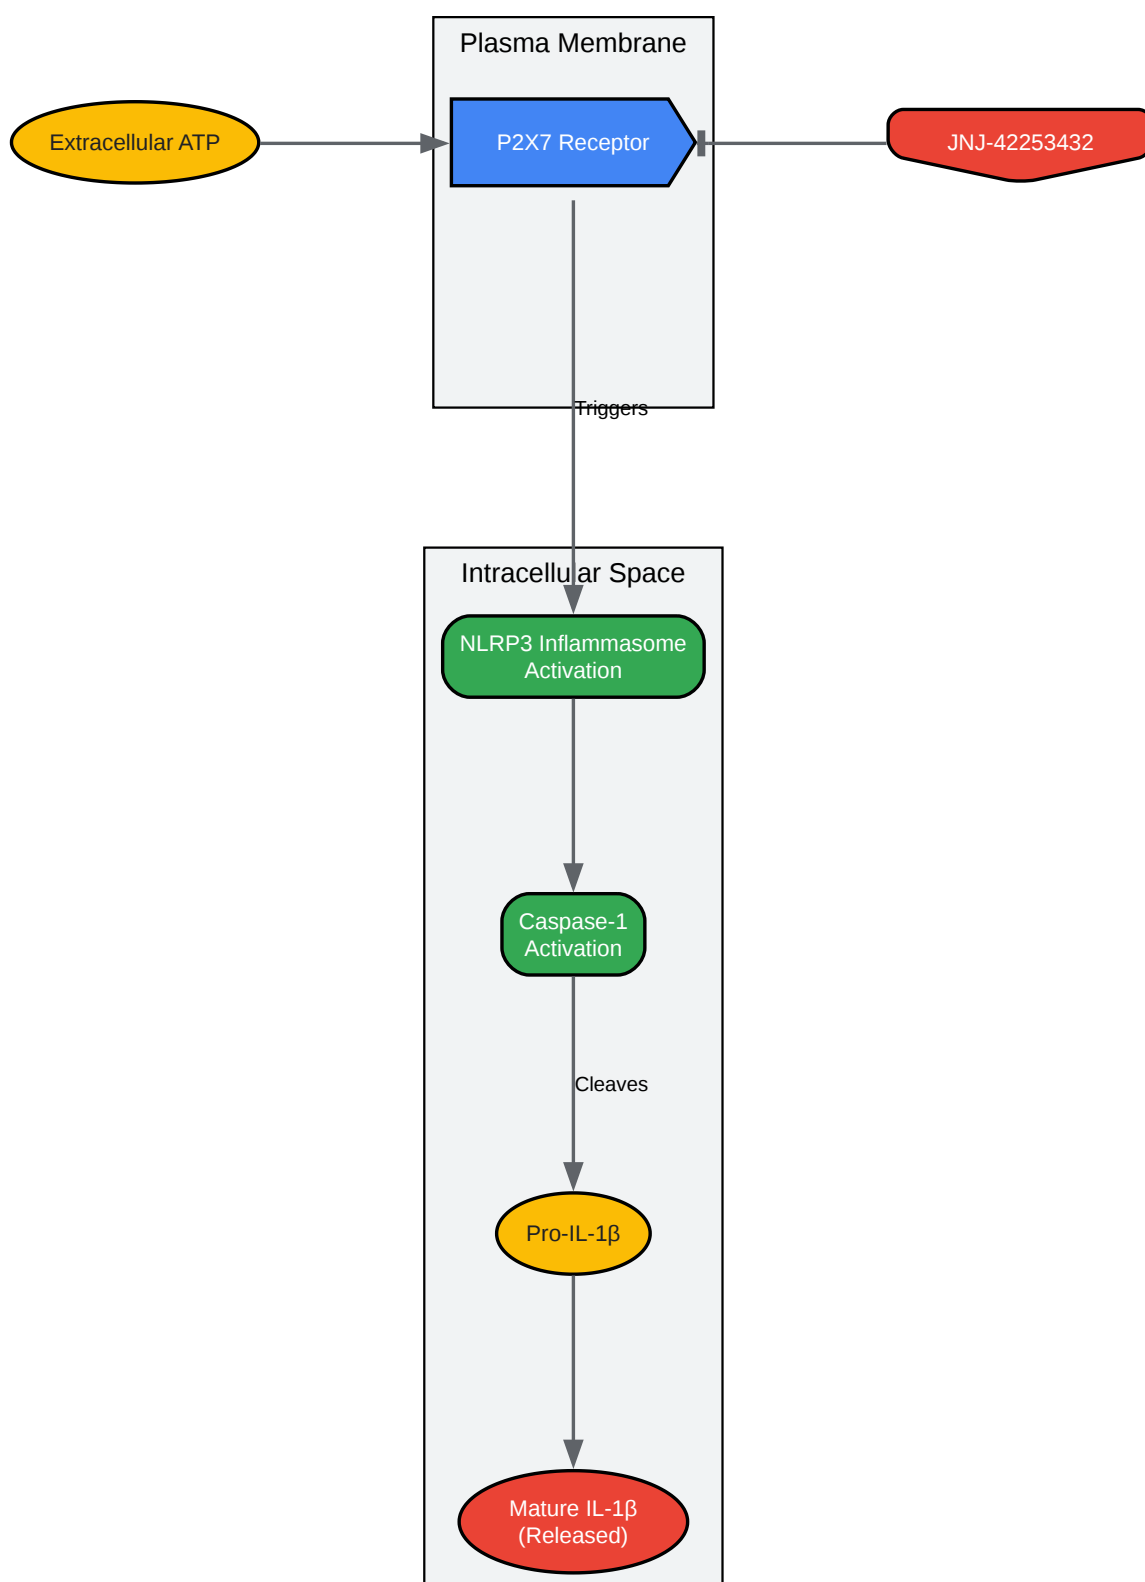 Plasma Membrane
Extracellular ATP
P2X7 Receptor
JNJ-42253432
Triggers
Intracellular Space
NLRP3 Inflammasome
Activation
Caspase-1
Activation
Cleaves
Pro-IL-1β
Mature IL-1β
(Released)